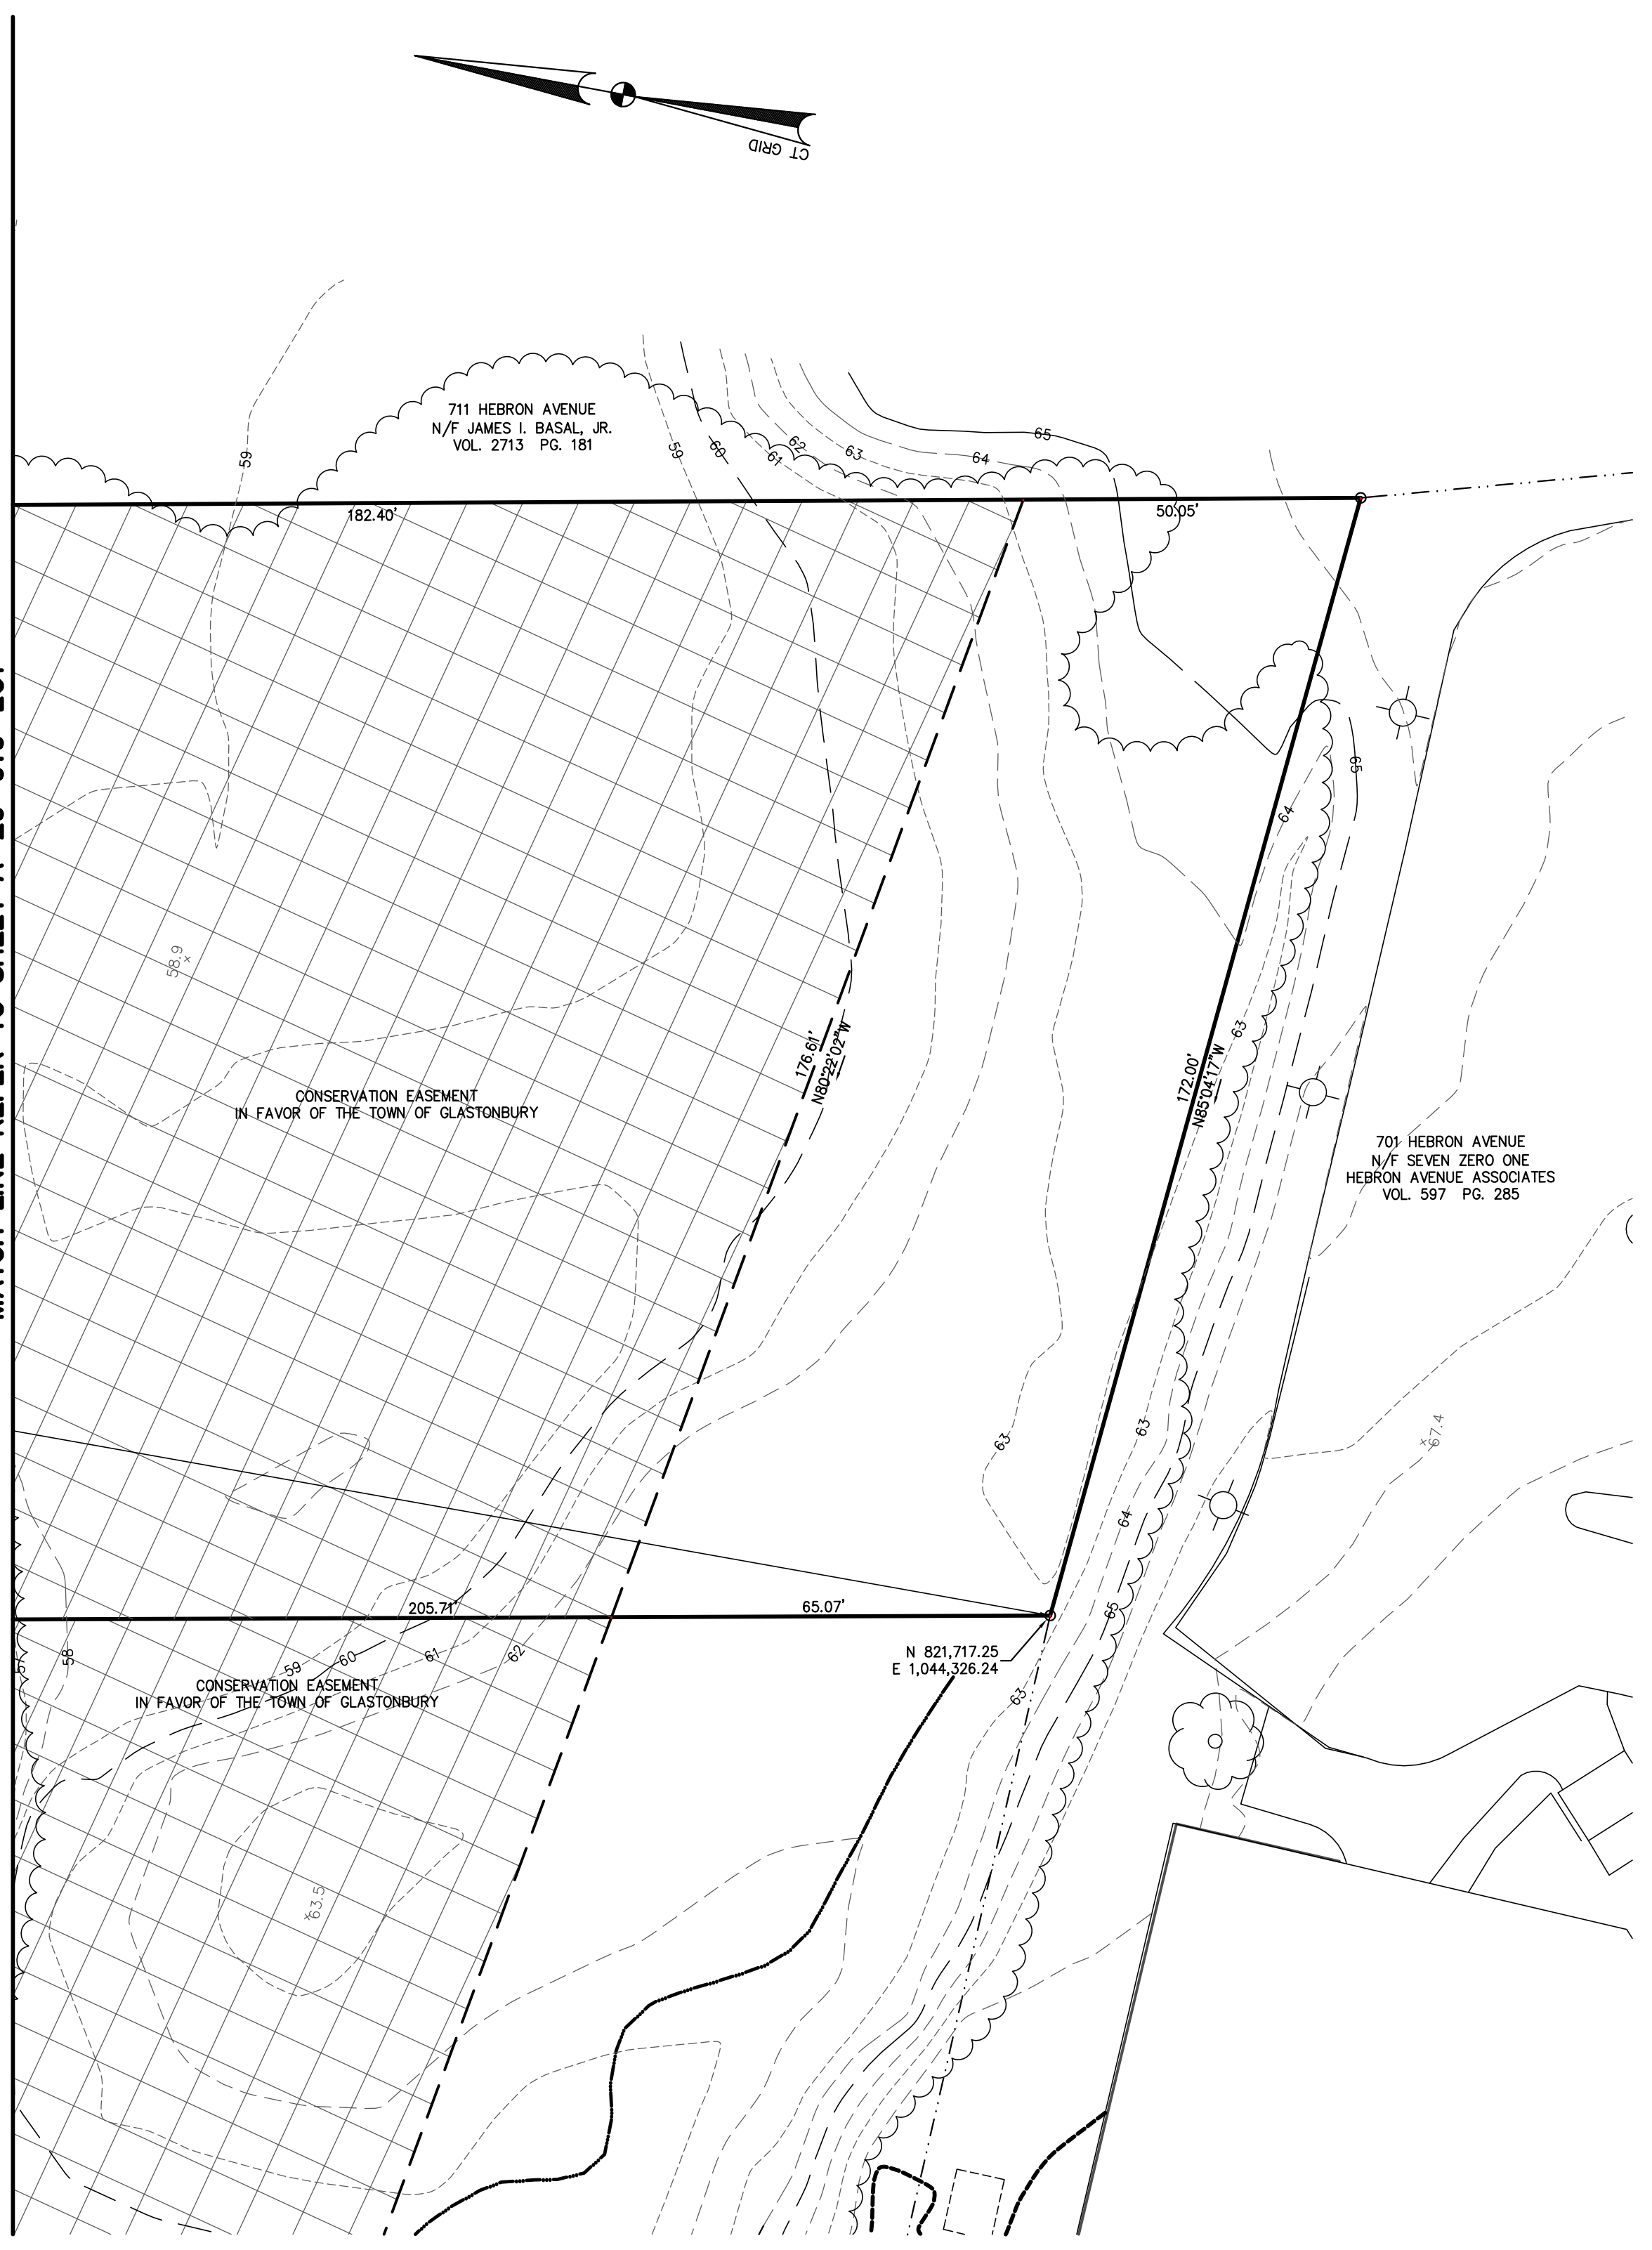 CT GRID
59
711 HEBRON AVENUE
N/F JAMES I. BASAL, JR.
VOL. 2713 PG. 181
59
60
61
62
63
64
65
182.40'
50.05'
65
64
58.9
176.61'
N80°22'02"W
63
172.00'
N85°04'17"W
CONSERVATION EASEMENT
IN FAVOR OF THE TOWN OF GLASTONBURY
701 HEBRON AVENUE
N/F SEVEN ZERO ONE
HEBRON AVENUE ASSOCIATES
VOL. 597 PG. 285
63
63
67.4
64
65
205.71'
65.07'
N 821,717.25
E 1,044,326.24
58
59
60
61
62
63
CONSERVATION EASEMENT
IN FAVOR OF THE TOWN OF GLASTONBURY
63.5